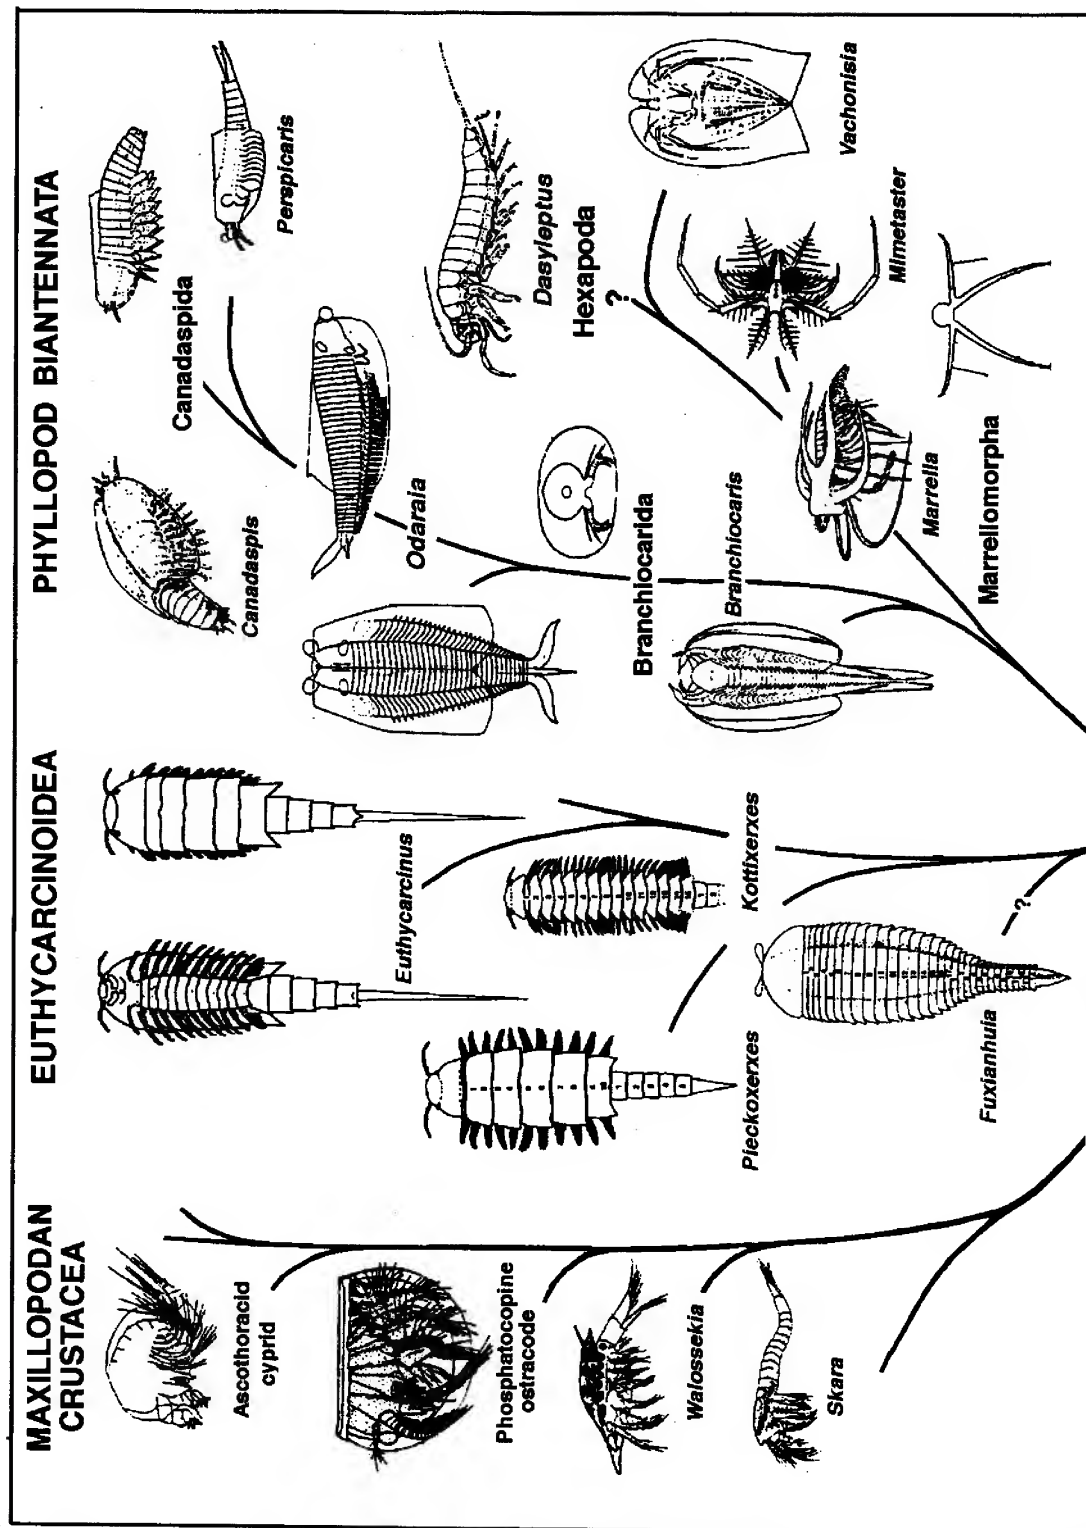 MAXILLOPODAN
CRUSTACEA
EUTHYCARCINOIDEA
PHYLLOPOD BIANTENNATA
Ascothoracid
cyprid
Phosphatocopine
ostracode
Walossekia
Skara
Euthycarcinus
Kottixerxes
Pieckoxerxes
Fuxianhuia
?
Canadaspis
Canadaspida
Perspicaris
Odaraia
Branchiocarida
Branchiocaris
Dasyleptus
Hexapoda
?
Vachonisia
Mimetaster
Marrella
Marrellomorpha